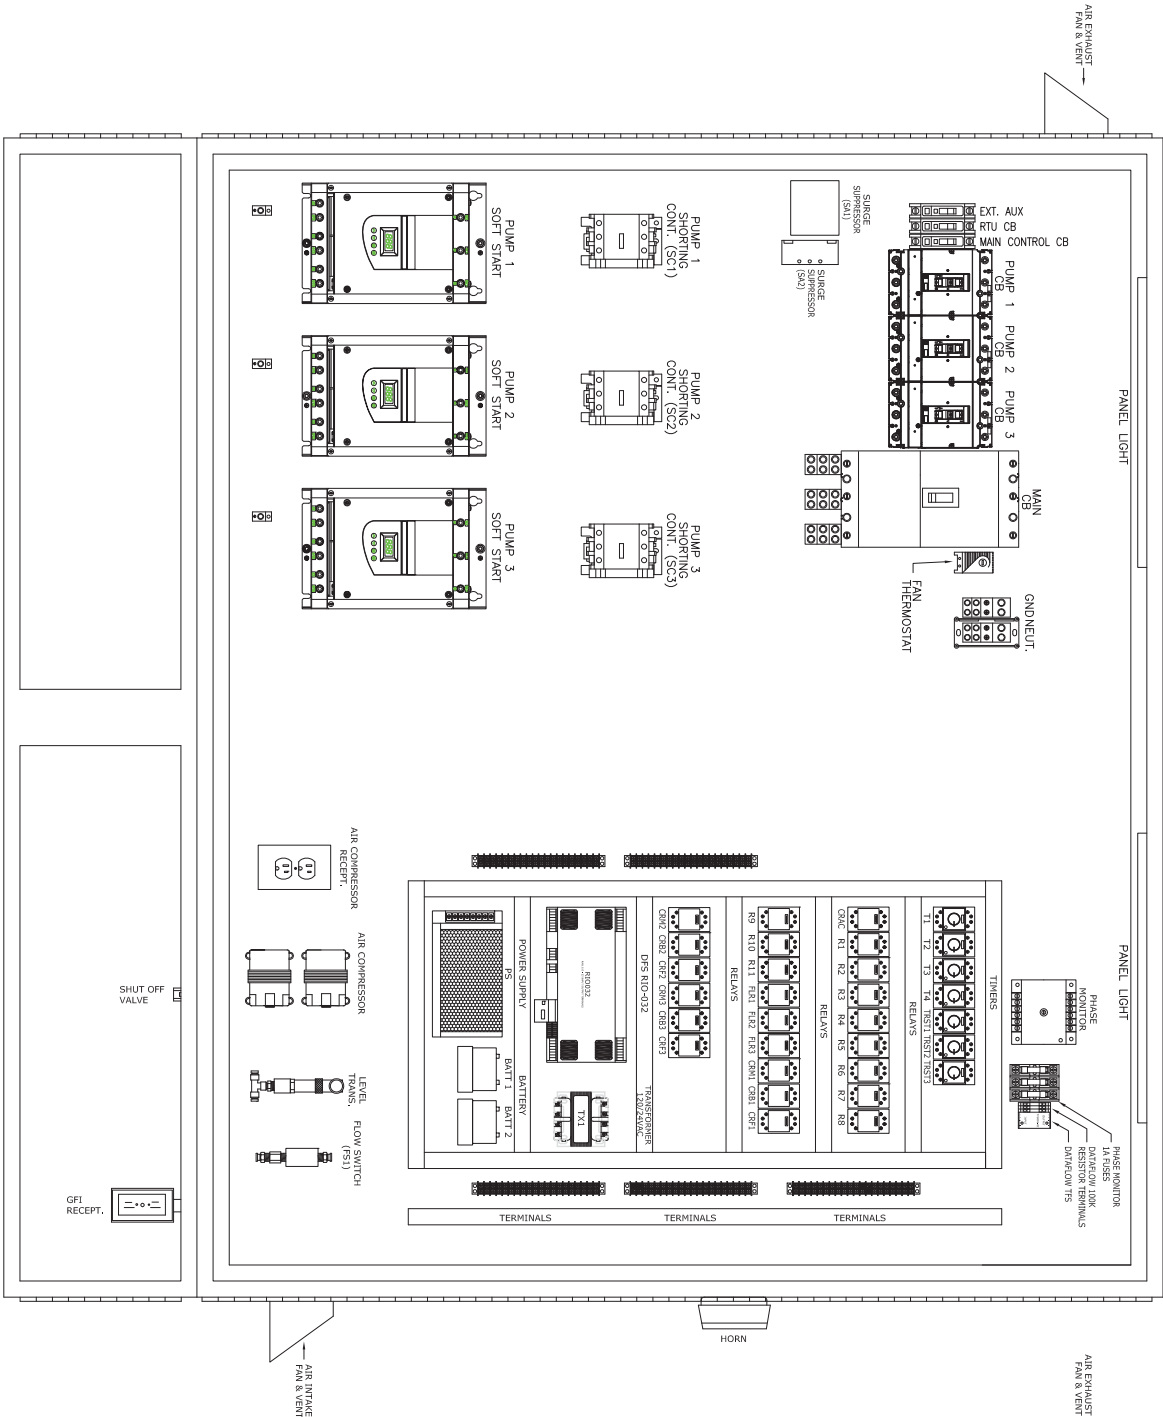 AIR EXHAUST
FAN & VENT
PANEL LIGHT
PANEL LIGHT
EXT. AUX
RTU CB
MAIN CONTROL CB
SURGE
SUPPRESSOR
(SA1)
SURGE
SUPPRESSOR
(SA2)
PUMP 1
CB
PUMP 2
CB
PUMP 3
CB
MAIN
CB
FAN
THERMOSTAT
GND
NEUT.
PUMP 1
SHORTING
CONT. (SC1)
PUMP 2
SHORTING
CONT. (SC2)
PUMP 3
SHORTING
CONT. (SC3)
PUMP 1
SOFT START
PUMP 2
SOFT START
PUMP 3
SOFT START
PHASE
MONITOR
PHASE MONITOR
1A FUSES
DATAFLOW 100K
RESISTOR TERMINALS
DATAFLOW TFS
TIMERS
T1
T2
T3
T4
TRST1
TRST2
TRST3
RELAYS
CRAC
R1
R2
R3
R4
R5
R6
R7
R8
RELAYS
R9
R10
R11
FLR1
FLR2
FLR3
CRM1
CRB1
CRF1
RELAYS
CRM2
CRB2
CRF2
CRM3
CRB3
CRF3
DFS RIO-032
TRANSFORMER
120/24VAC
RIO032
TX1
POWER SUPPLY
BATTERY
PS
BATT 1
BATT 2
TERMINALS
TERMINALS
TERMINALS
AIR COMPRESSOR
RECEPT.
AIR COMPRESSOR
LEVEL
TRANS.
FLOW SWITCH
(FS1)
SHUT OFF
VALVE
GFI
RECEPT.
HORN
AIR INTAKE
FAN & VENT
AIR EXHAUST
FAN & VENT